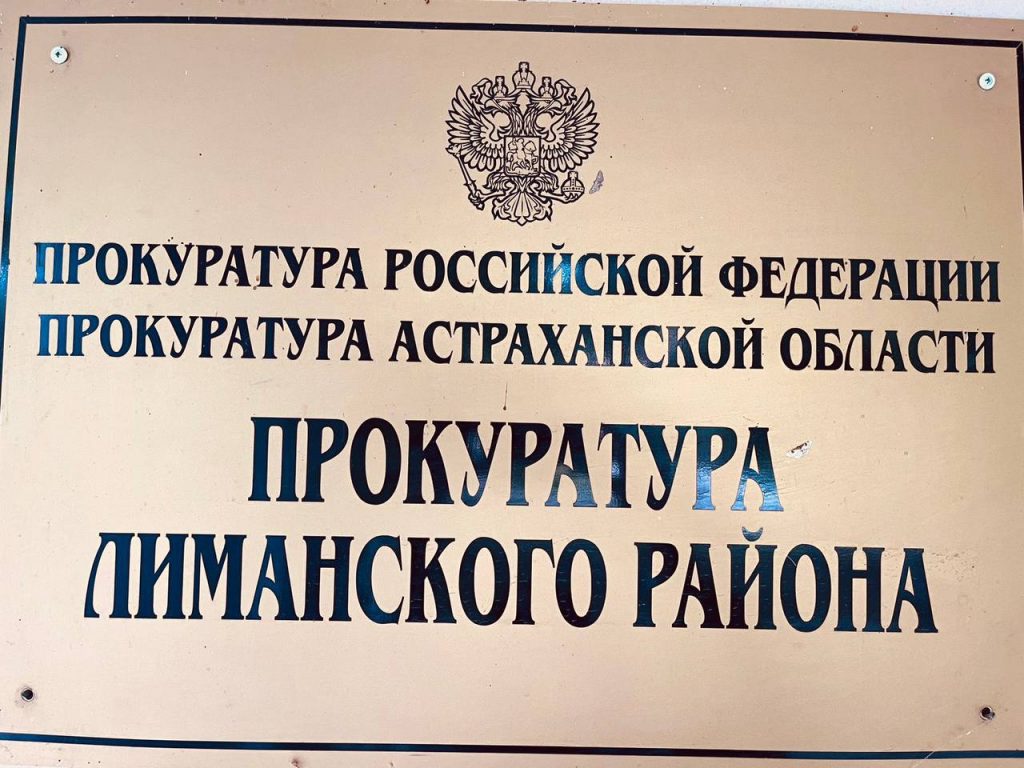 ПРОКУРАТУРА РОССИЙСКОЙ ФЕДЕРАЦИИ
ПРОКУРАТУРА АСТРАХАНСКОЙ ОБЛАСТИ
ПРОКУРАТУРА
ЛИМАНСКОГО РАЙОНА